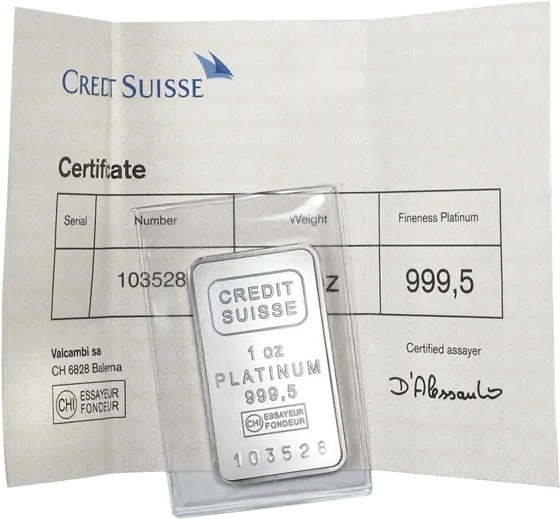 CREDIT SUISSE
Certificate
Serial Number Weight Fineness Platinum
103528 z 999,5
Valcambi sa
CH 6828 Balerna
CHI ESSAYEUR
FONDEUR
Certified assayer
D'Alessandro
CREDIT
SUISSE
1 oz
PLATINUM
999,5
CHI ESSAYEUR
FONDEUR
103528